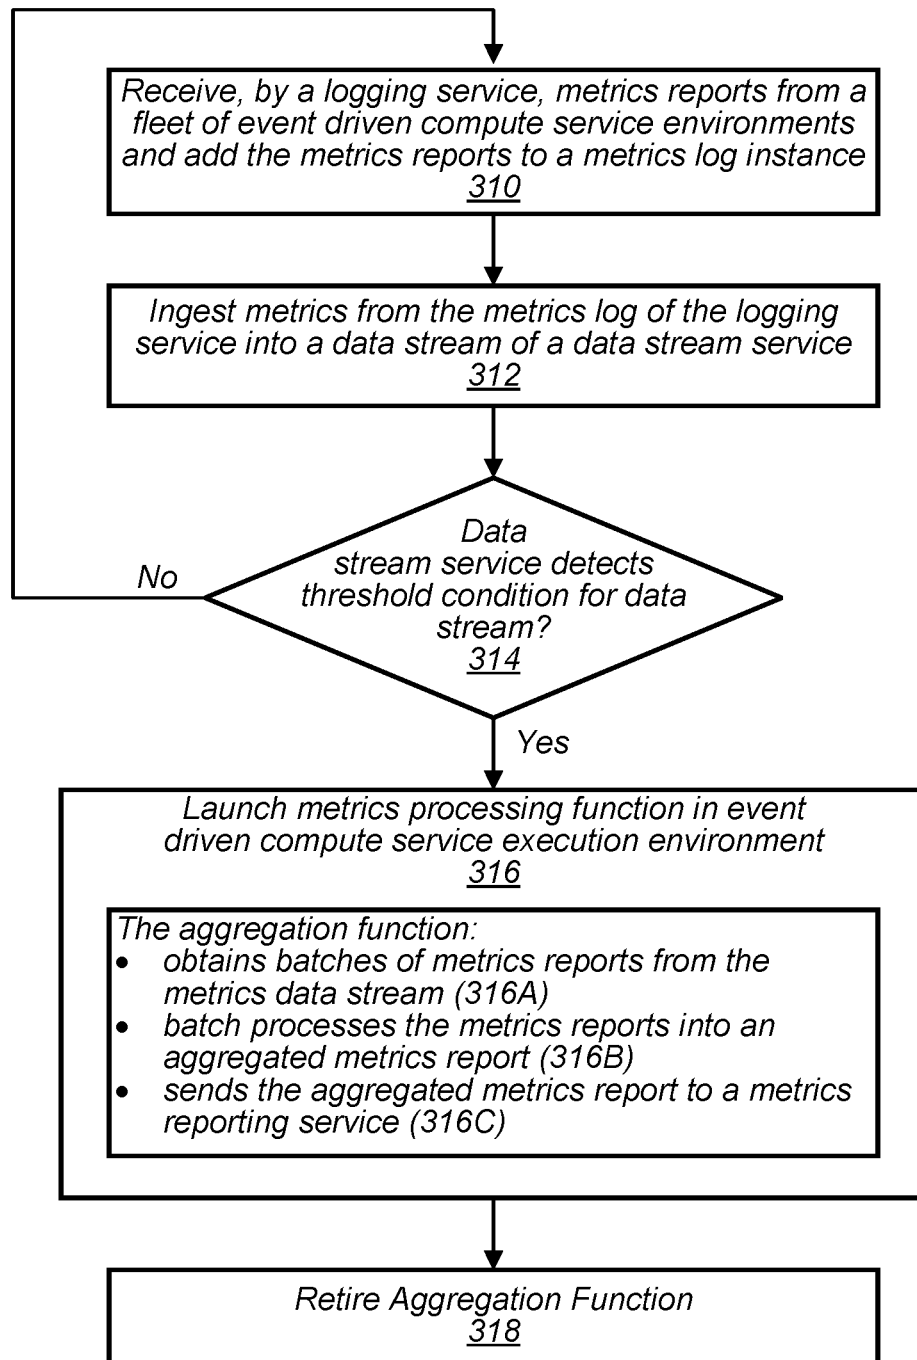 Receive, by a logging service, metrics reports from a
fleet of event driven compute service environments
and add the metrics reports to a metrics log instance
310
Ingest metrics from the metrics log of the logging
service into a data stream of a data stream service
312
Data
stream service detects
threshold condition for data
stream?
314
No
Yes
Launch metrics processing function in event
driven compute service execution environment
316
The aggregation function:
• obtains batches of metrics reports from the
metrics data stream (316A)
• batch processes the metrics reports into an
aggregated metrics report (316B)
• sends the aggregated metrics report to a metrics
reporting service (316C)
Retire Aggregation Function
318